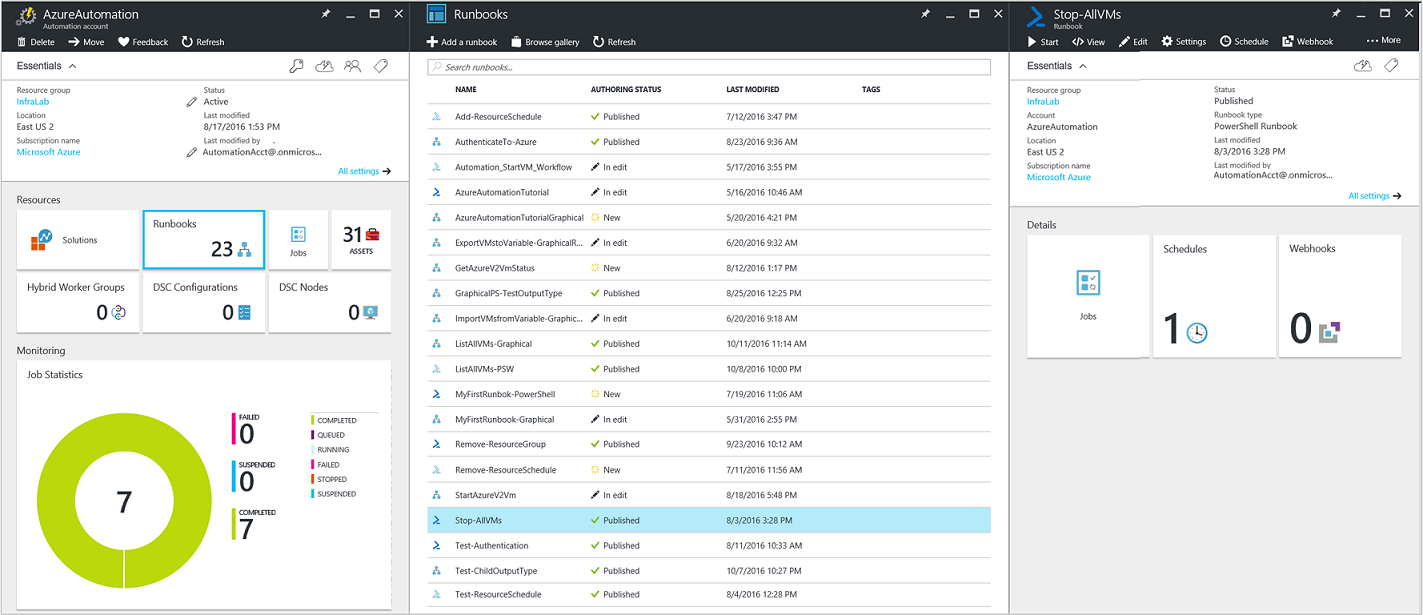 AzureAutomation
Automation account
Delete Move Feedback Refresh
Essentials
Resource group
InfraLab
Location
East US 2
Subscription name
Microsoft Azure
Status
Active
Last modified
8/17/2016 1:53 PM
Last modified by .
AutomationAcct@.onmicros...
All settings
Resources
Solutions
Runbooks
23
Jobs
31
ASSETS
Hybrid Worker Groups
0
DSC Configurations
0
DSC Nodes
0
Monitoring
Job Statistics
7
FAILED
0
SUSPENDED
0
COMPLETED
7
COMPLETED
QUEUED
RUNNING
FAILED
STOPPED
SUSPENDED
Runbooks
Add a runbook Browse gallery Refresh
Search runbooks...
NAME AUTHORING STATUS LAST MODIFIED TAGS
Add-ResourceSchedule Published 7/12/2016 3:47 PM
AuthenticateTo-Azure Published 8/23/2016 9:36 AM
Automation_StartVM_Workflow In edit 5/17/2016 3:55 PM
AzureAutomationTutorial In edit 5/16/2016 10:46 AM
AzureAutomationTutorialGraphical New 5/20/2016 4:21 PM
ExportVMstoVariable-GraphicalR... In edit 6/20/2016 9:32 AM
GetAzureV2VmStatus New 8/12/2016 1:17 PM
GraphicalPS-TestOutputType Published 8/25/2016 12:25 PM
ImportVMsfromVariable-Graphic... In edit 6/20/2016 9:18 AM
ListAllVMs-Graphical Published 10/11/2016 11:14 AM
ListAllVMs-PSW Published 10/8/2016 10:00 PM
MyFirstRunbok-PowerShell New 7/19/2016 11:06 AM
MyFirstRunbook-Graphical In edit 5/31/2016 2:55 PM
Remove-ResourceGroup Published 9/23/2016 10:12 AM
Remove-ResourceSchedule New 7/11/2016 11:56 AM
StartAzureV2Vm In edit 8/18/2016 5:48 PM
Stop-AllVMs Published 8/3/2016 3:28 PM
Test-Authentication Published 8/11/2016 10:33 AM
Test-ChildOutputType Published 10/7/2016 10:27 PM
Test-ResourceSchedule Published 8/4/2016 12:28 PM
Stop-AllVMs
Runbook
Start View Edit Settings Schedule Webhook ... More
Essentials
Resource group
InfraLab
Account
AzureAutomation
Location
East US 2
Subscription name
Microsoft Azure
Status
Published
Runbook type
PowerShell Runbook
Last modified
8/3/2016 3:28 PM
Last modified by
AutomationAcct@.onmicros...
All settings
Details
Jobs
Schedules
1
Webhooks
0